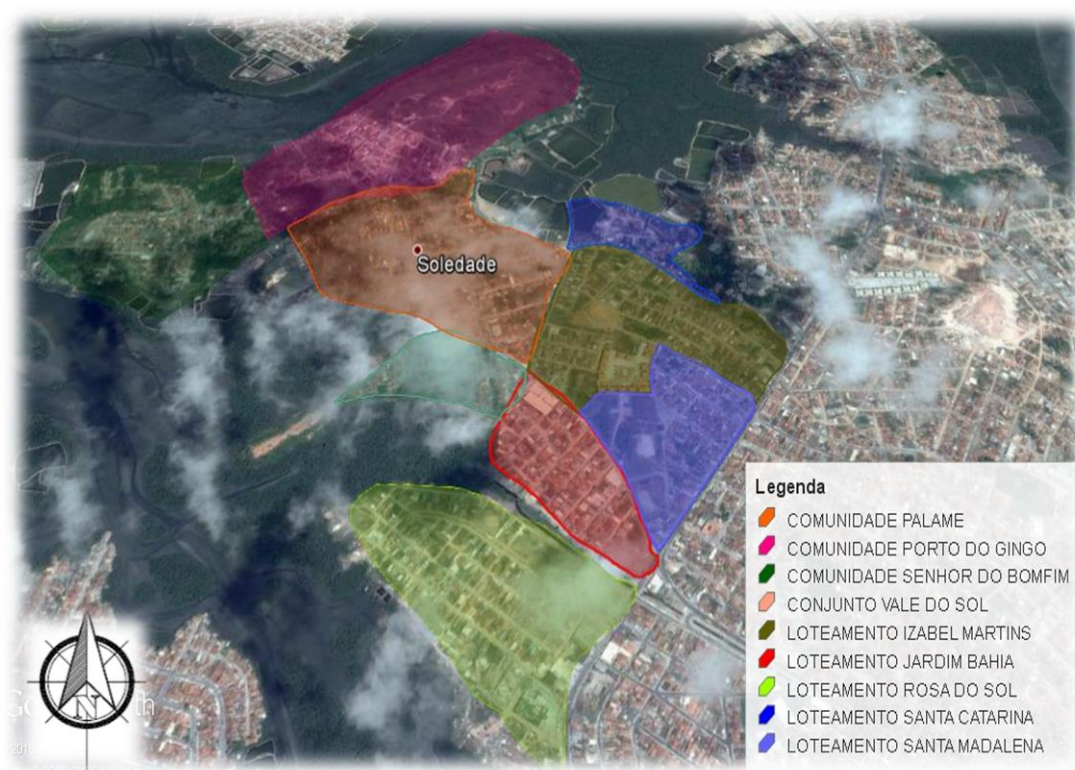 Soledade
Legenda
COMUNIDADE PALAME
COMUNIDADE PORTO DO GINGO
COMUNIDADE SENHOR DO BOMFIM
CONJUNTO VALE DO SOL
LOTEAMENTO IZABEL MARTINS
LOTEAMENTO JARDIM BAHIA
LOTEAMENTO ROSA DO SOL
LOTEAMENTO SANTA CATARINA
LOTEAMENTO SANTA MADALENA
N